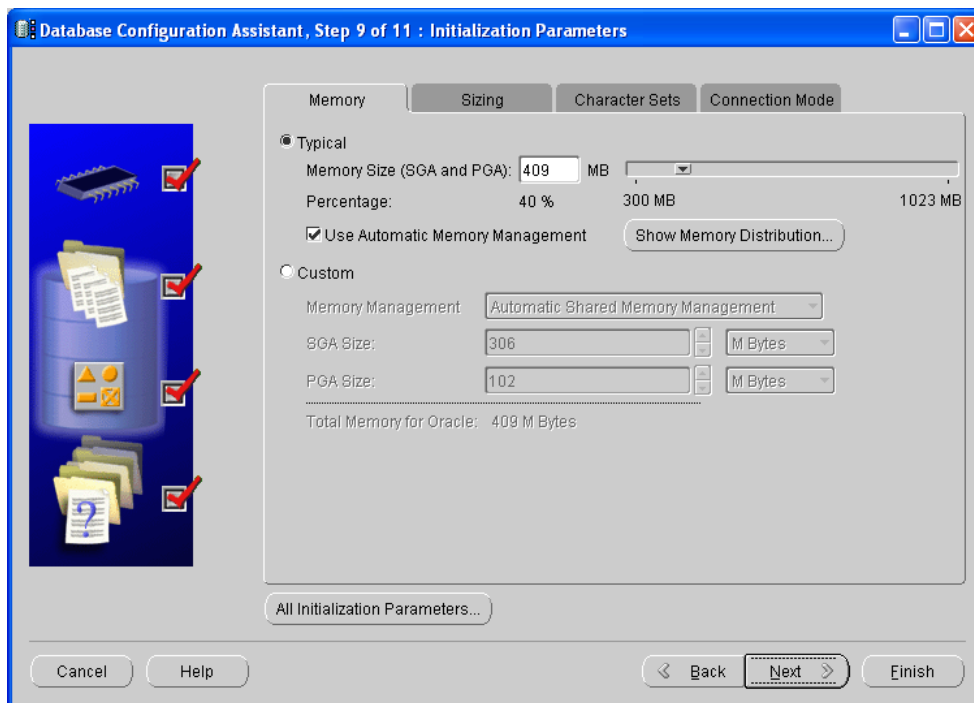 Database Configuration Assistant, Step 9 of 11 : Initialization Parameters
Memory Sizing Character Sets Connection Mode
Typical
Memory Size (SGA and PGA): 409 MB
Percentage: 40 % 300 MB 1023 MB
Use Automatic Memory Management Show Memory Distribution...
Custom
Memory Management Automatic Shared Memory Management
SGA Size: 306 M Bytes
PGA Size: 102 M Bytes
Total Memory for Oracle: 409 M Bytes
?
All Initialization Parameters...
Cancel Help Back Next Finish